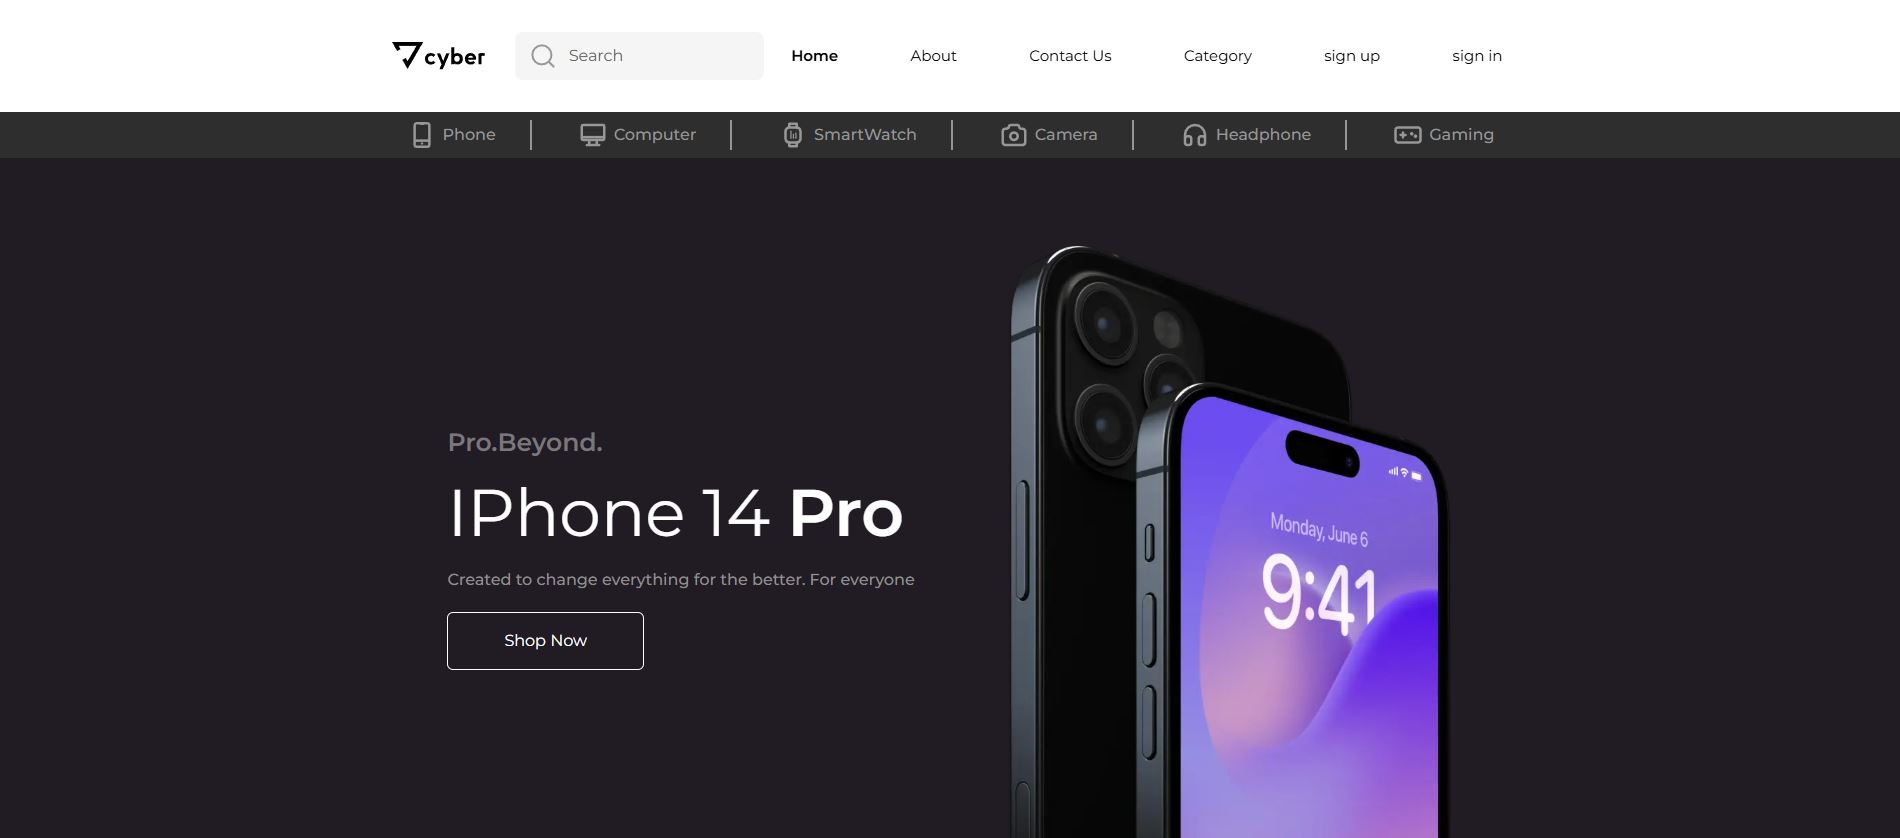 cyber
Search
Home About Contact Us Category sign up sign in
Phone Computer SmartWatch Camera Headphone Gaming
Pro.Beyond.
IPhone 14 Pro
Created to change everything for the better. For everyone
Shop Now
Monday, June 6
9:41